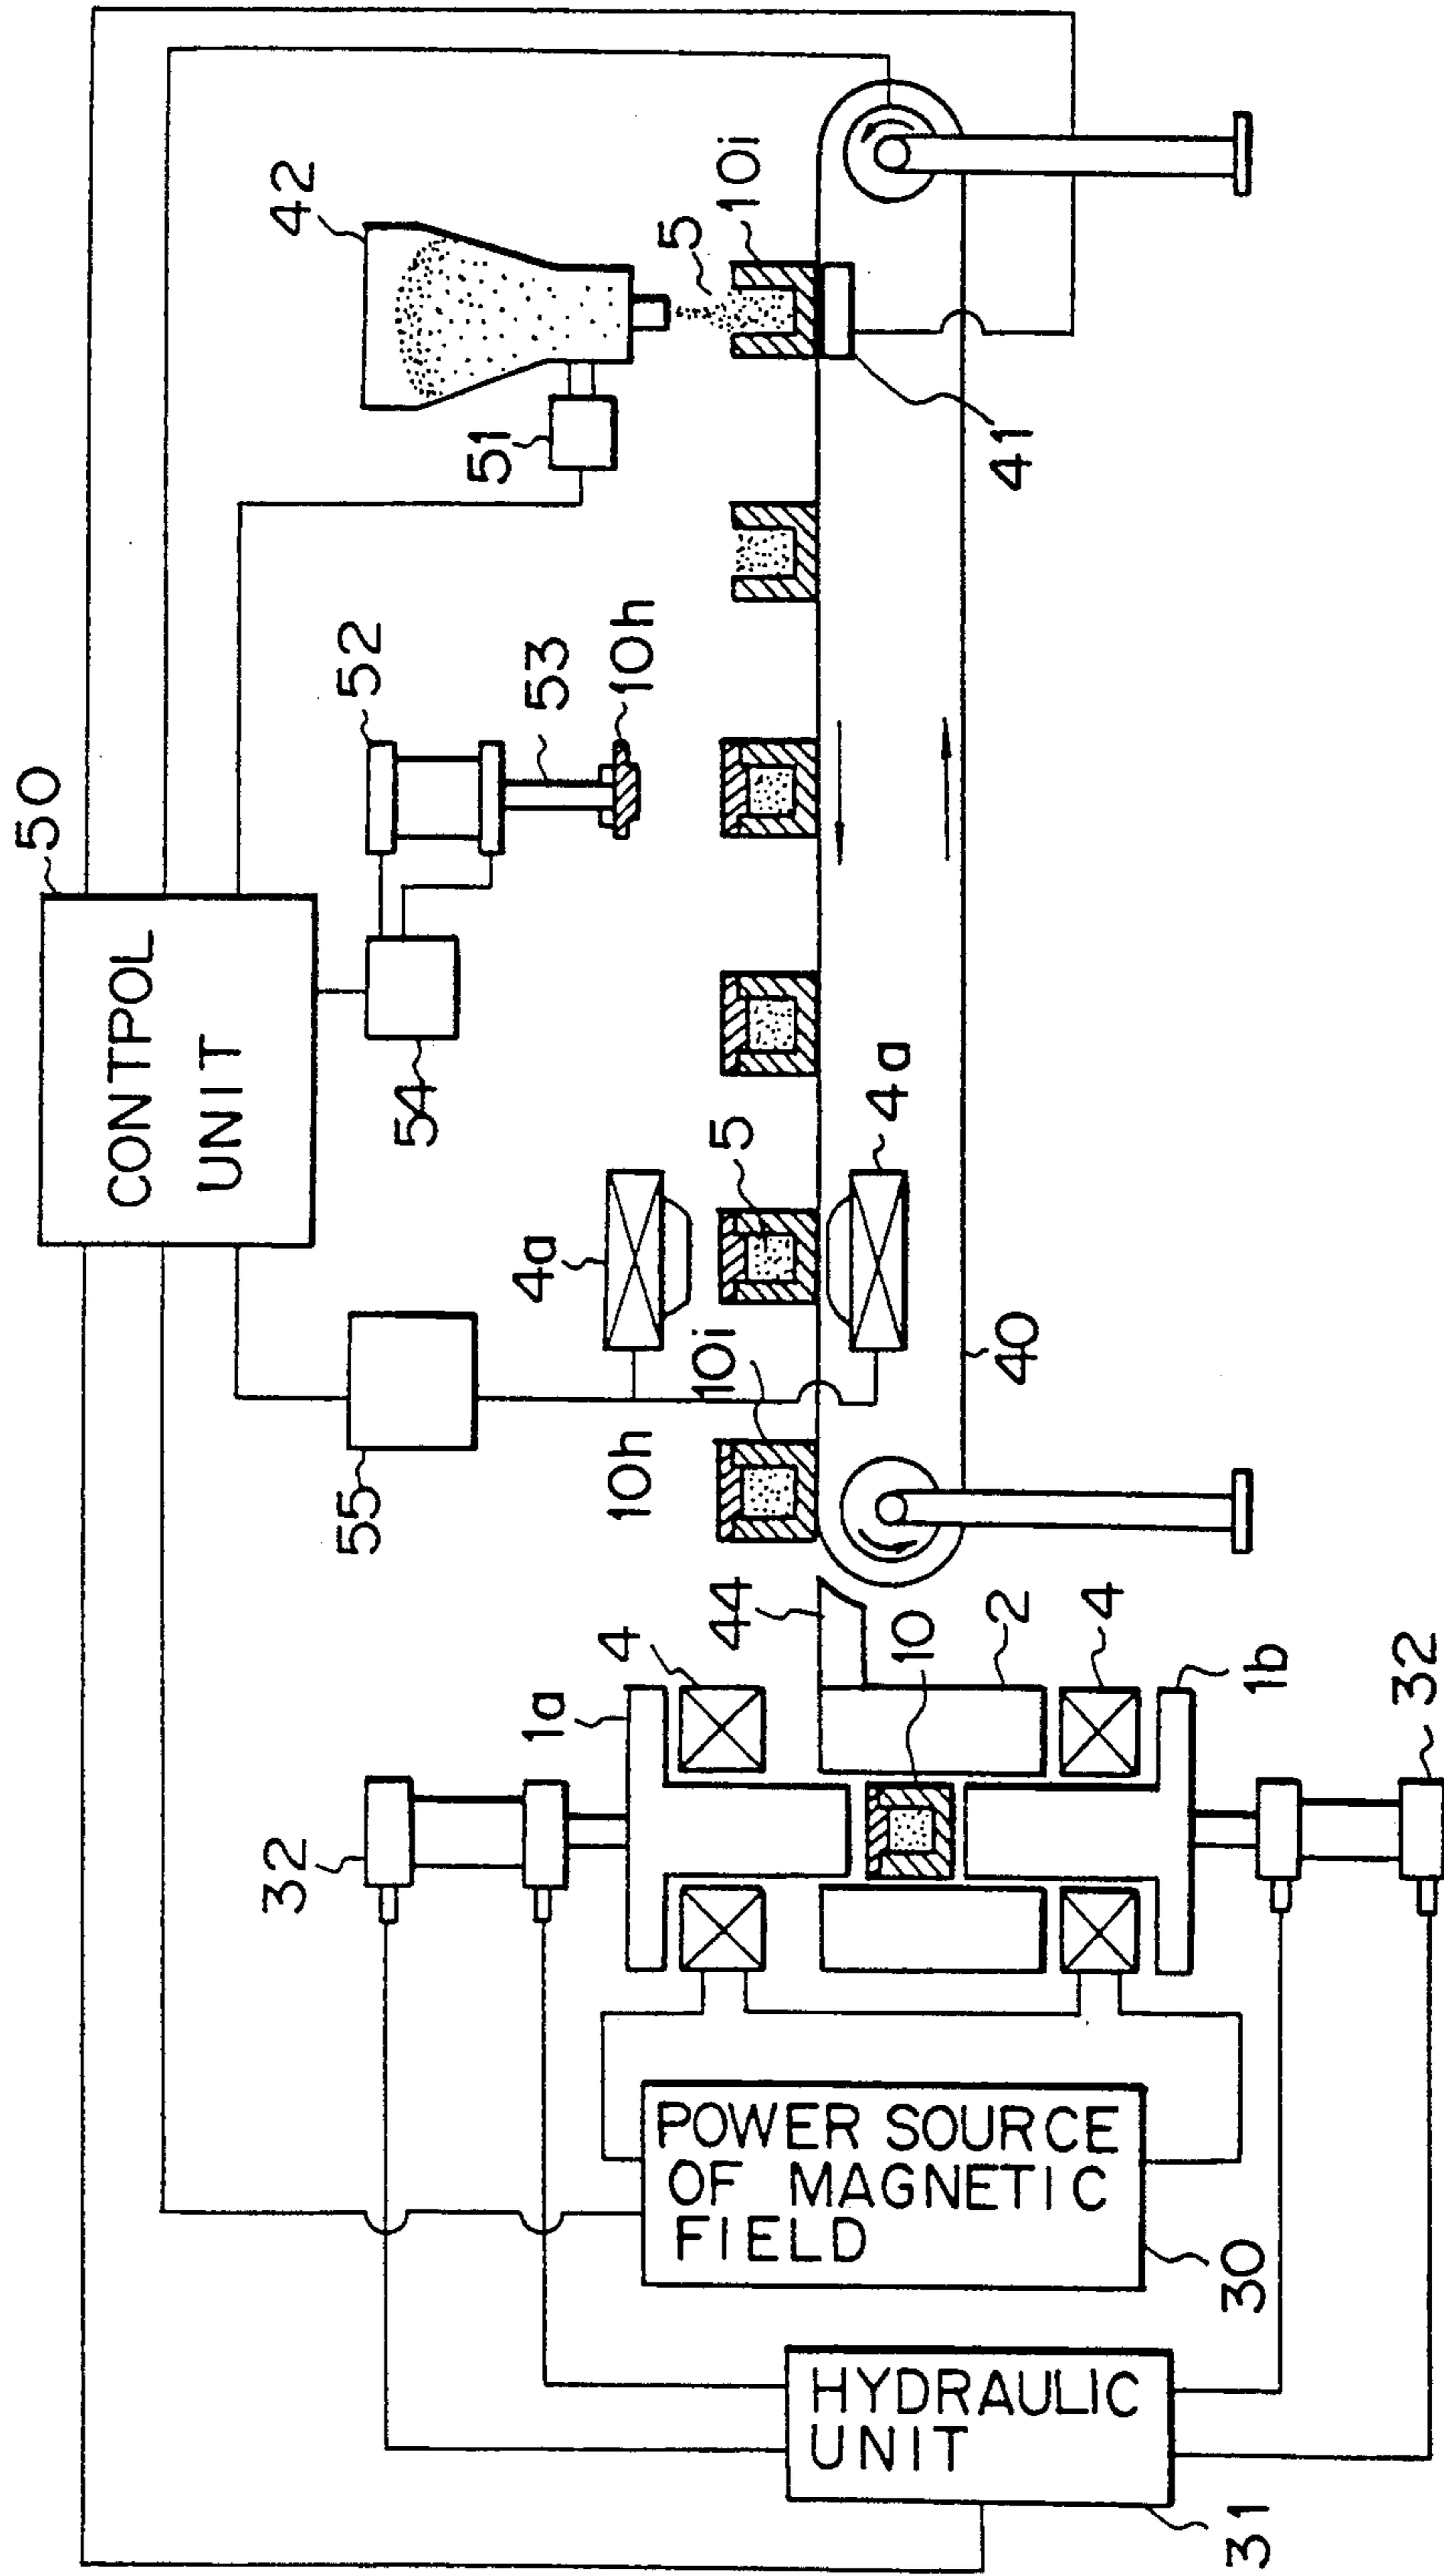 50
CONTPOL
UNIT
42
52
51
53
54
55
5
10i
10h
4a
5
4a
10h
10i
41
40
32
1a
4
44
10
2
4
1b
32
POWER SOURCE
OF MAGNETIC
FIELD
30
HYDRAULIC
UNIT
31